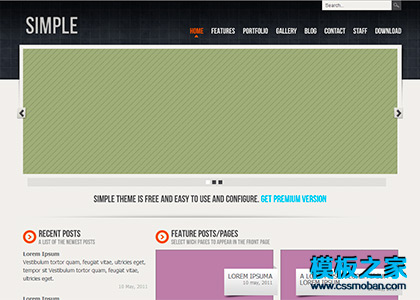 Search...
SIMPLE
HOME FEATURES PORTFOLIO GALLERY BLOG CONTACT STAFF DOWNLOAD
SIMPLE THEME IS FREE AND EASY TO USE AND CONFIGURE. GET PREMIUM VERSION
RECENT POSTS
A LIST OF THE NEWEST POSTS
Lorem Ipsum
Vestibulum tortor quam, feugiat vitae, ultricies eget,
tempor sit amet, ante.
10 May, 2011
Vestibulum tortor quam, feugiat vitae, ultricies eget,
FEATURE POSTS/PAGES
SELECT WICH PAGES TO APPEAR IN THE FRONT PAGE
LOREM IPSUMA
10 may, 2011
模板之家
www.cssmoban.com